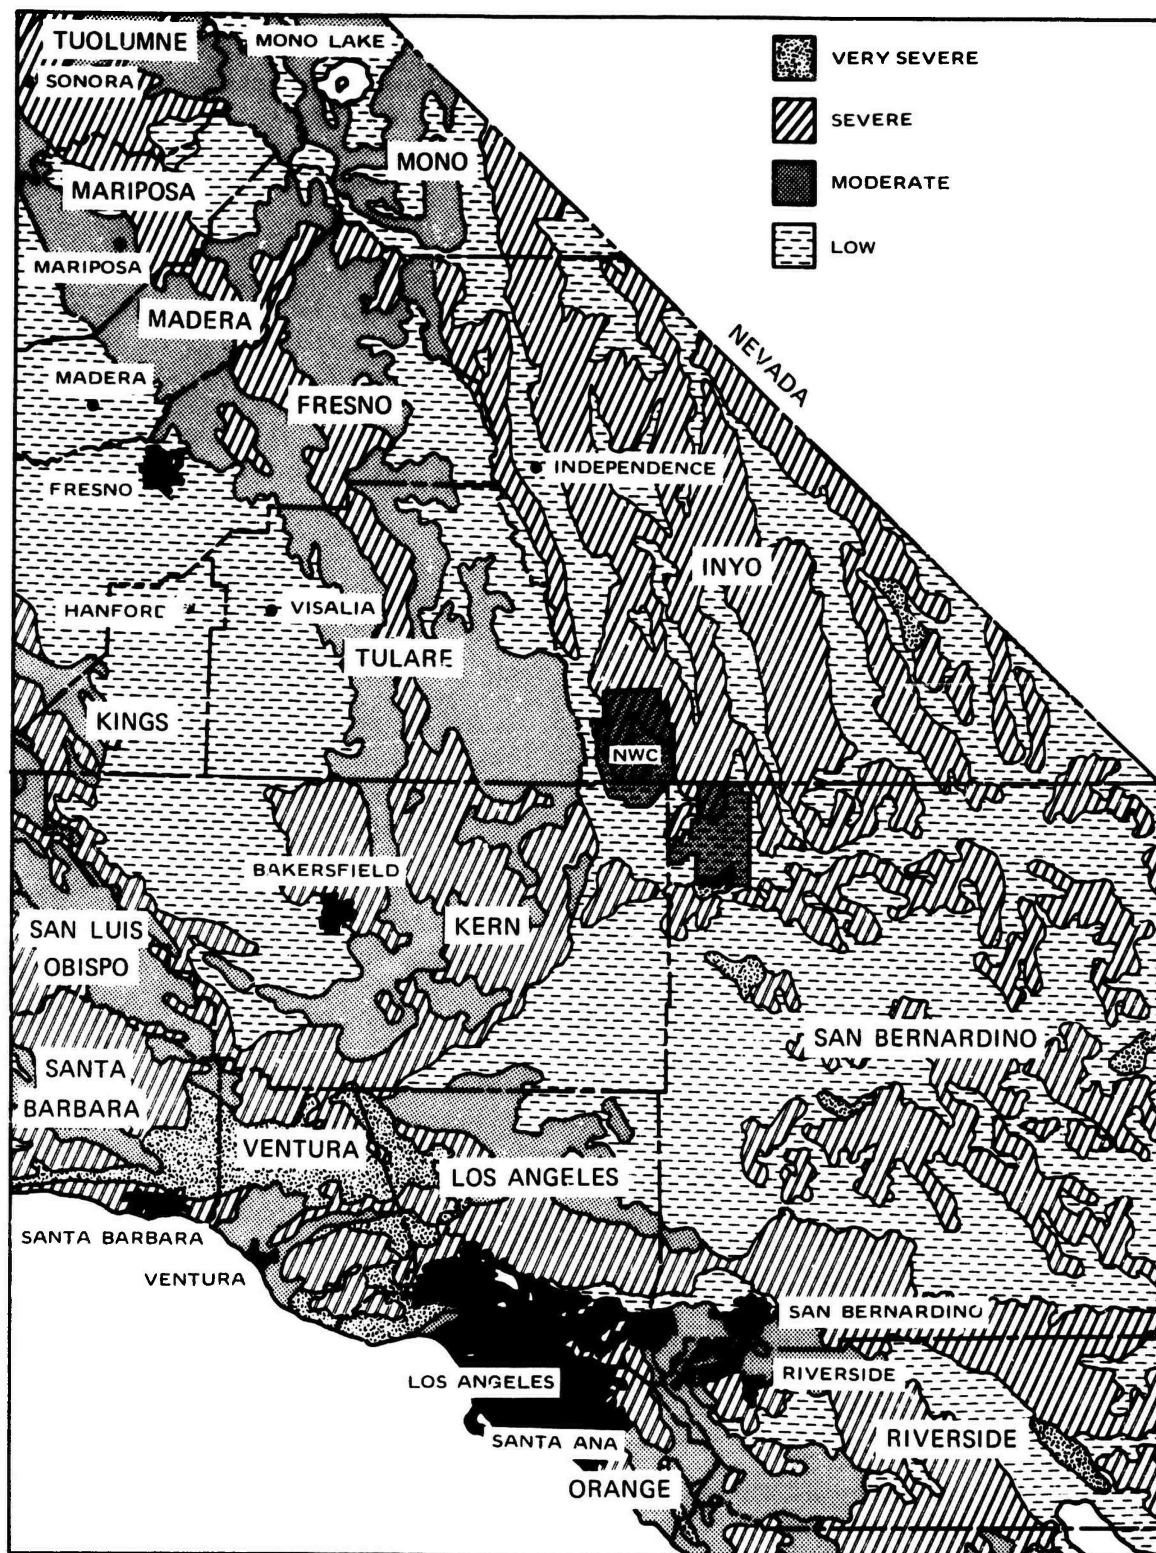 TUOLUMNE
MONO LAKE
SONORA
VERY SEVERE
SEVERE
MODERATE
LOW
MONO
MARIPOSA
MARIPOSA
MADERA
NEVADA
MADERA
FRESNO
INDEPENDENCE
FRESNO
INYO
HANFORD
VISALIA
TULARE
KINGS
NWC
BAKERSFIELD
KERN
SAN LUIS
OBISPO
SAN BERNARDINO
SANTA
BARBARA
VENTURA
LOS ANGELES
SANTA BARBARA
VENTURA
SAN BERNARDINO
RIVERSIDE
LOS ANGELES
SANTA ANA
RIVERSIDE
ORANGE